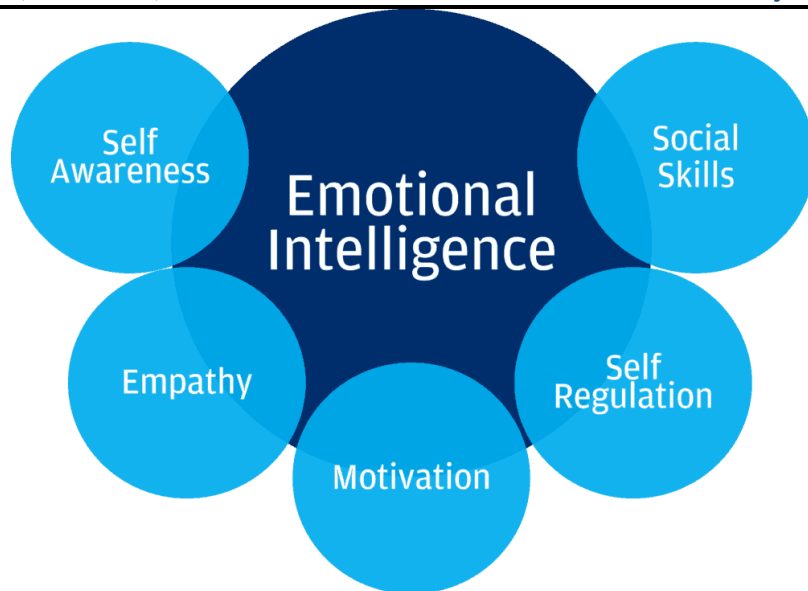 Self
Awareness
Social
Skills
Emotional
Intelligence
Empathy
Self
Regulation
Motivation